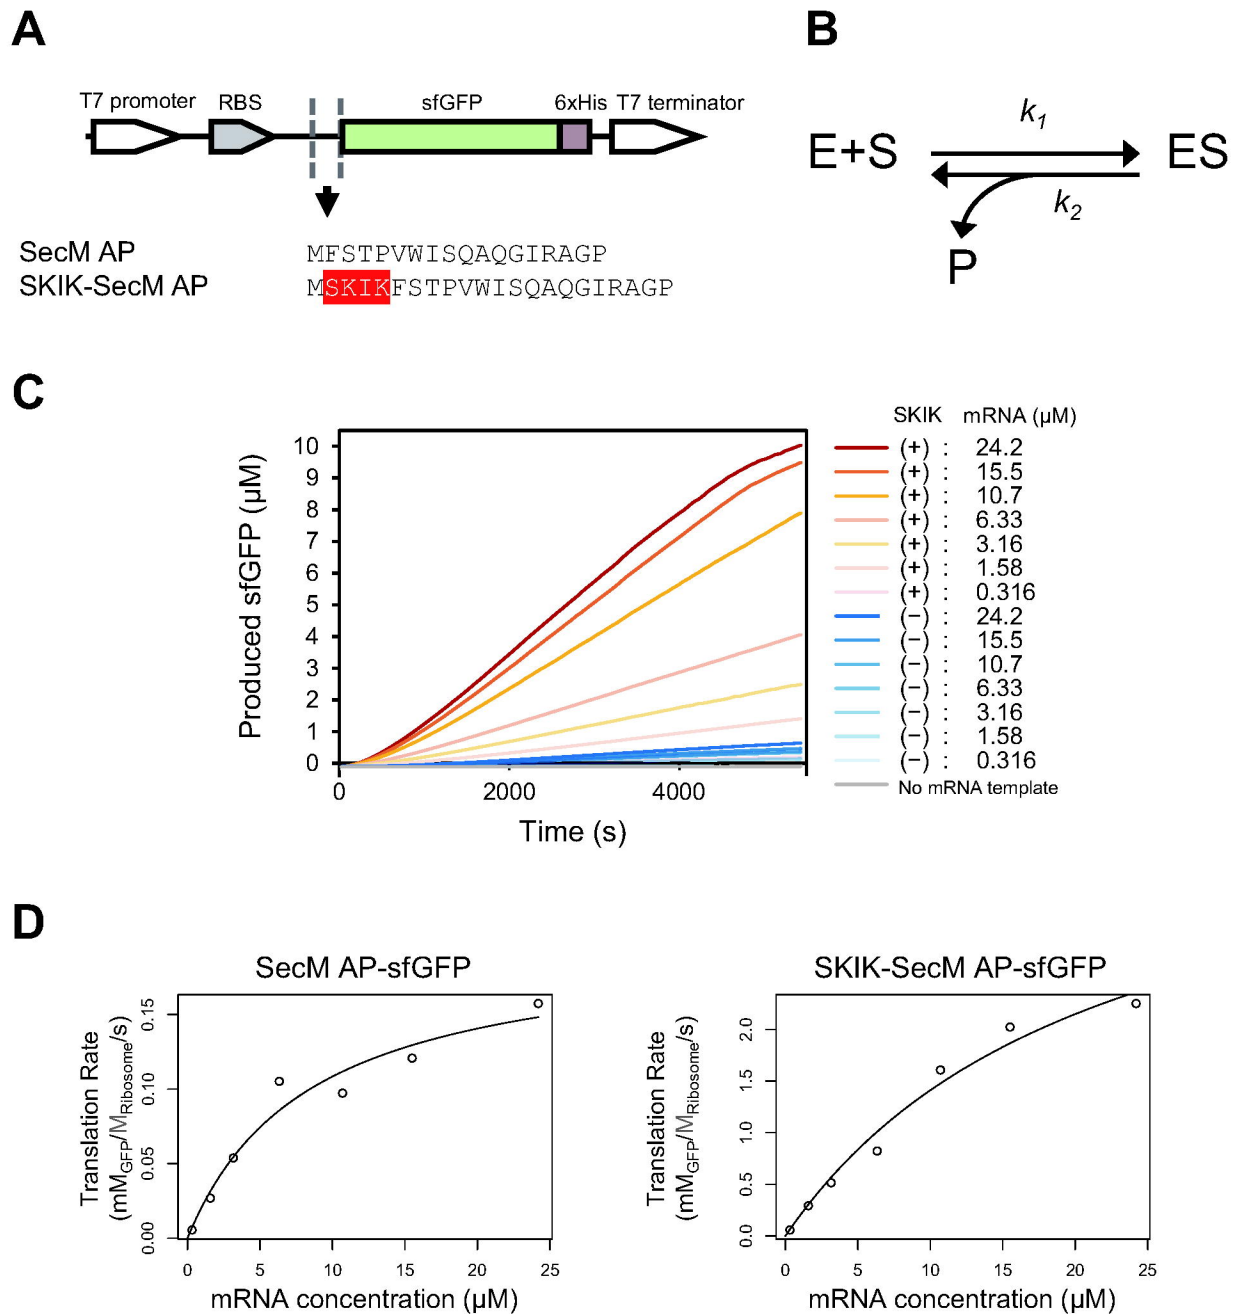 A
T7 promoter RBS sfGFP 6xHis T7 terminator
SecM AP MFSTPVWISQAQGIRAGP
SKIK-SecM AP MSKIKFSTPVWISQAQGIRAGP
B
E+S k1 ES
k2
P
C
Produced sfGFP (μM)
10
9
8
7
6
5
4
3
2
1
0
0 2000 4000
Time (s)
SKIK mRNA (μM)
(+) : 24.2
(+) : 15.5
(+) : 10.7
(+) : 6.33
(+) : 3.16
(+) : 1.58
(+) : 0.316
(−) : 24.2
(−) : 15.5
(−) : 10.7
(−) : 6.33
(−) : 3.16
(−) : 1.58
(−) : 0.316
No mRNA template
D
SecM AP-sfGFP
Translation Rate
(mMGFP/MRibosome/s)
0.15
0.10
0.05
0.00
0 5 10 15 20 25
mRNA concentration (μM)
SKIK-SecM AP-sfGFP
Translation Rate
(mMGFP/MRibosome/s)
2.0
1.5
1.0
0.5
0.0
0 5 10 15 20 25
mRNA concentration (μM)